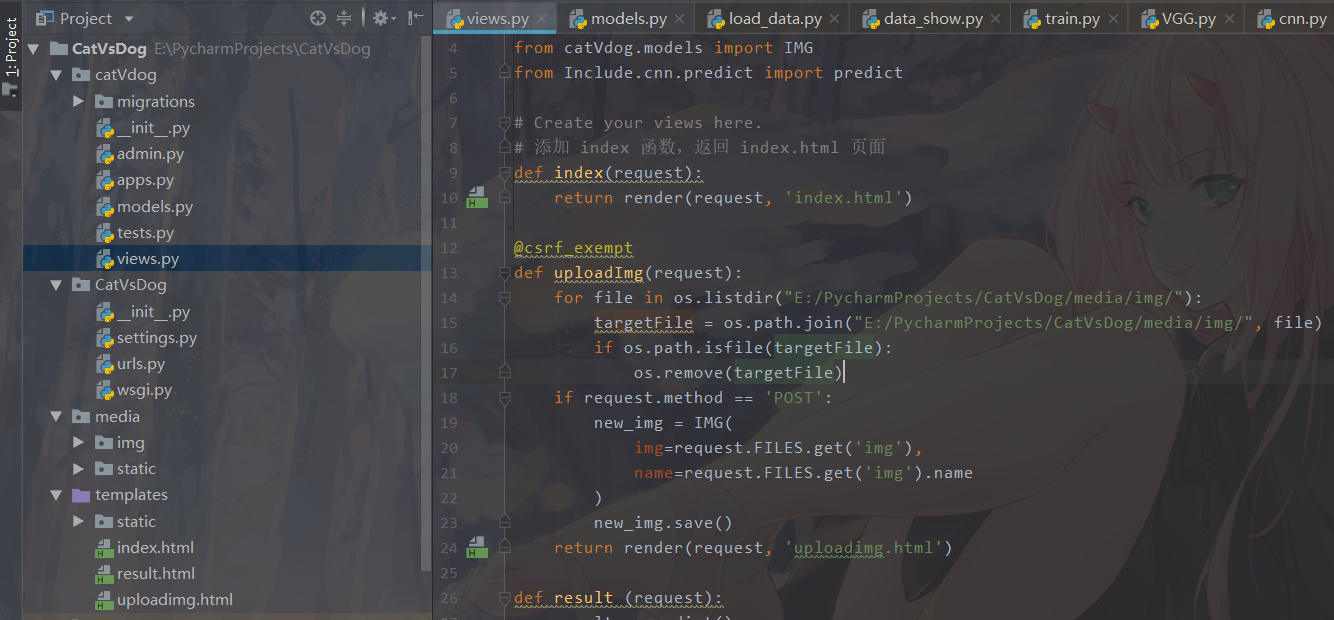 1: Project
Project
CatVsDog E:\PycharmProjects\CatVsDog
catVdog
migrations
__init__.py
admin.py
apps.py
models.py
tests.py
views.py
CatVsDog
__init__.py
settings.py
urls.py
wsgi.py
media
img
static
templates
static
index.html
result.html
uploadimg.html
views.py models.py load_data.py data_show.py train.py VGG.py cnn.py
4 from catVdog.models import IMG
5 from Include.cnn.predict import predict
6
7 # Create your views here.
8 # 添加 index 函数，返回 index.html 页面
9 def index(request):
10 return render(request, 'index.html')
11
12 @csrf_exempt
13 def uploadImg(request):
14 for file in os.listdir("E:/PycharmProjects/CatVsDog/media/img/"):
15 targetFile = os.path.join("E:/PycharmProjects/CatVsDog/media/img/", file)
16 if os.path.isfile(targetFile):
17 os.remove(targetFile)
18 if request.method == 'POST':
19 new_img = IMG(
20 img=request.FILES.get('img'),
21 name=request.FILES.get('img').name
22 )
23 new_img.save()
24 return render(request, 'uploadimg.html')
25
26 def result (request):